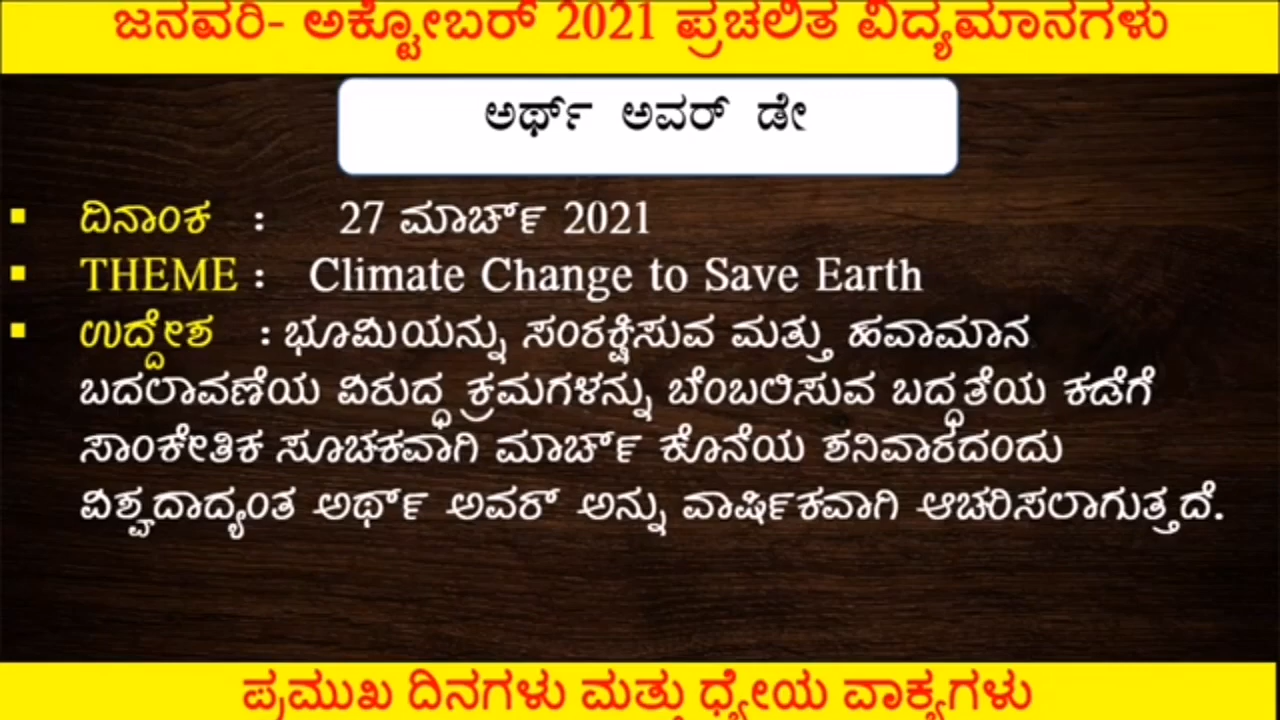 ಜನವರಿ- ಅಕ್ಟೋಬರ್ 2021 ಪ್ರಚಲಿತ ವಿದ್ಯಮಾನಗಳು
ಅರ್ಥ್ ಅವರ್ ಡೇ
▪ ದಿನಾಂಕ : 27 ಮಾರ್ಚ್ 2021
▪ THEME : Climate Change to Save Earth
▪ ಉದ್ದೇಶ : ಭೂಮಿಯನ್ನು ಸಂರಕ್ಷಿಸುವ ಮತ್ತು ಹವಾಮಾನ
ಬದಲಾವಣೆಯ ವಿರುದ್ಧ ಕ್ರಮಗಳನ್ನು ಬೆಂಬಲಿಸುವ ಬದ್ಧತೆಯ ಕಡೆಗೆ
ಸಾಂಕೇತಿಕ ಸೂಚಕವಾಗಿ ಮಾರ್ಚ್ ಕೊನೆಯ ಶನಿವಾರದಂದು
ವಿಶ್ವದಾದ್ಯಂತ ಅರ್ಥ್ ಅವರ್ ಅನ್ನು ವಾರ್ಷಿಕವಾಗಿ ಆಚರಿಸಲಾಗುತ್ತದೆ.
ಪ್ರಮುಖ ದಿನಗಳು ಮತ್ತು ಧ್ಯೇಯ ವಾಕ್ಯಗಳು